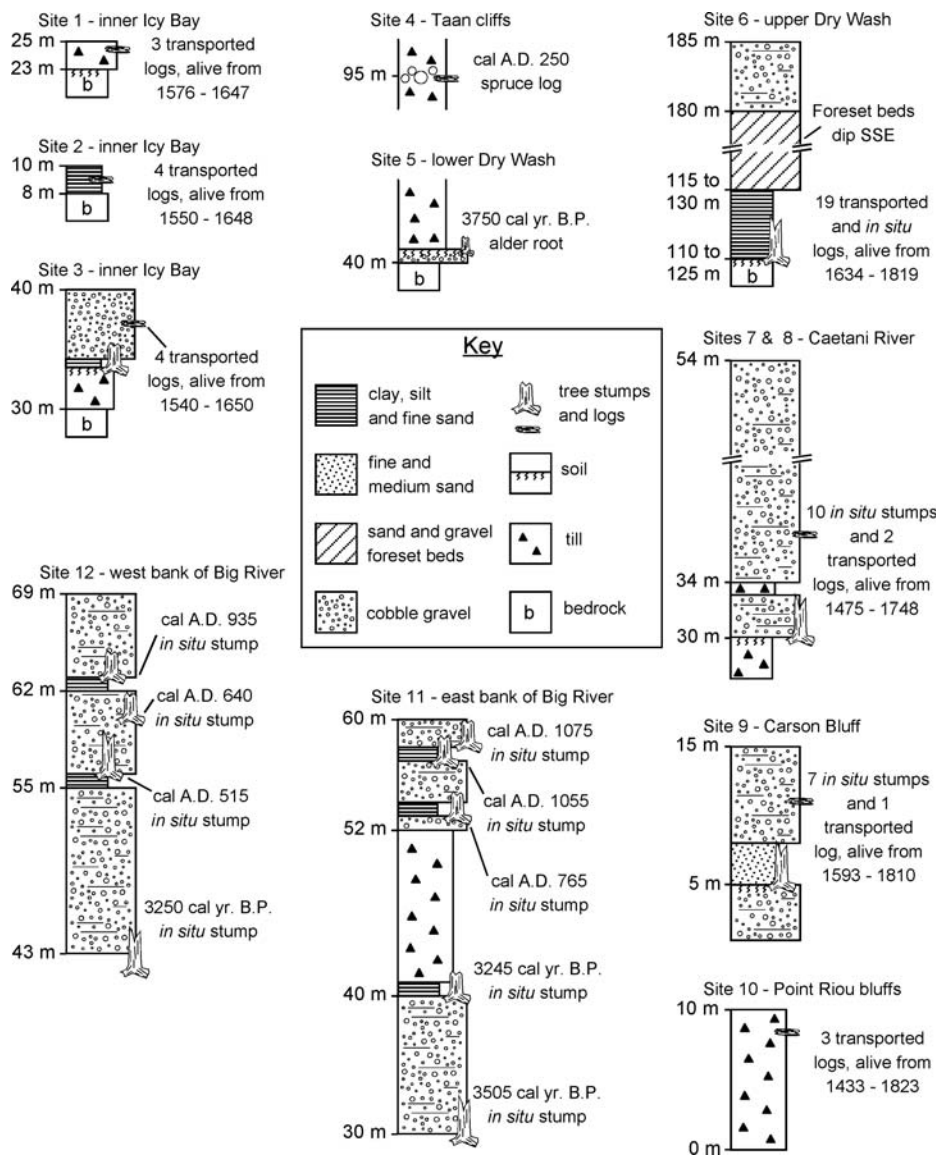 Site 1 - inner Icy Bay
25 m
23 m
b
3 transported
logs, alive from
1576 - 1647
Site 2 - inner Icy Bay
10 m
8 m
b
4 transported
logs, alive from
1550 - 1648
Site 3 - inner Icy Bay
40 m
30 m
b
4 transported
logs, alive from
1540 - 1650
Site 4 - Taan cliffs
95 m
cal A.D. 250
spruce log
Site 5 - lower Dry Wash
40 m
b
3750 cal yr. B.P.
alder root
Site 6 - upper Dry Wash
185 m
180 m
115 to
130 m
110 to
125 m
b
Foreset beds
dip SSE
19 transported
and in situ
logs, alive from
1634 - 1819
Key
clay, silt
and fine sand
fine and
medium sand
sand and gravel
foreset beds
cobble gravel
tree stumps
and logs
soil
till
b
bedrock
Sites 7 & 8 - Caetani River
54 m
34 m
30 m
10 in situ stumps
and 2
transported
logs, alive from
1475 - 1748
Site 12 - west bank of Big River
69 m
62 m
55 m
43 m
cal A.D. 935
in situ stump
cal A.D. 640
in situ stump
cal A.D. 515
in situ stump
3250 cal yr. B.P.
in situ stump
Site 11 - east bank of Big River
60 m
52 m
40 m
30 m
cal A.D. 1075
in situ stump
cal A.D. 1055
in situ stump
cal A.D. 765
in situ stump
3245 cal yr. B.P.
in situ stump
3505 cal yr. B.P.
in situ stump
Site 9 - Carson Bluff
15 m
5 m
7 in situ stumps
and 1
transported
log, alive from
1593 - 1810
Site 10 - Point Riou bluffs
10 m
0 m
3 transported
logs, alive from
1433 - 1823